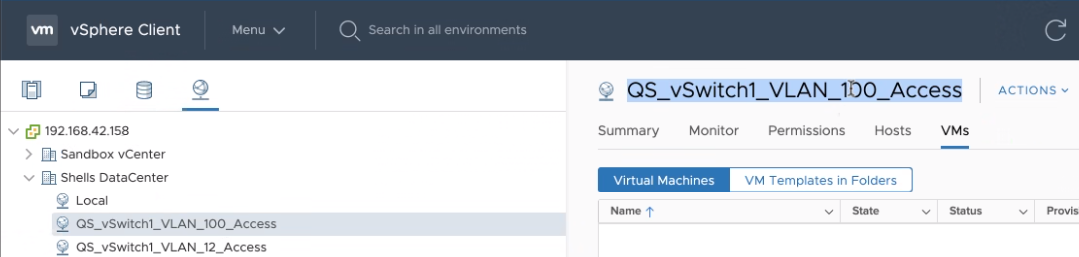 vm vSphere Client Menu Search in all environments
192.168.42.158
Sandbox vCenter
Shells DataCenter
Local
QS_vSwitch1_VLAN_100_Access
QS_vSwitch1_VLAN_12_Access
QS_vSwitch1_VLAN_100_Access ACTIONS
Summary Monitor Permissions Hosts VMs
Virtual Machines VM Templates in Folders
Name State Status Provis